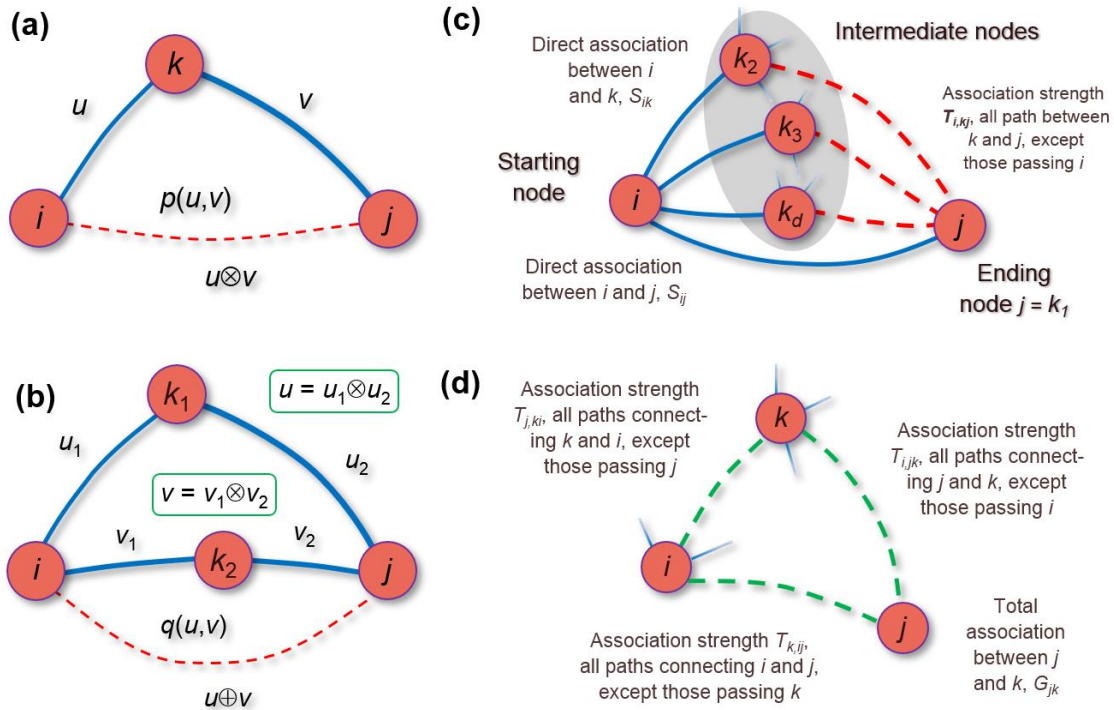 (a)
k
u
v
i
p(u,v)
j
u⊗v
(b)
k1
u = u1⊗u2
u1
u2
v = v1⊗v2
v1
v2
i
k2
j
q(u,v)
u⊕v
(c)
Direct association
between i
and k, Sik
k2
Intermediate nodes
k3
Association strength
Ti,kj, all path between
k and j, except
those passing i
Starting
node
i
kd
j
Direct association
between i and j, Sij
Ending
node j = k1
(d)
Association strength
Tj,ki, all paths connect-
ing k and i, except
those passing j
k
Association strength
Ti,jk, all paths connect-
ing j and k, except
those passing i
i
j
Association strength Tk,ij,
all paths connecting i and j,
except those passing k
Total
association
between j
and k, Gjk